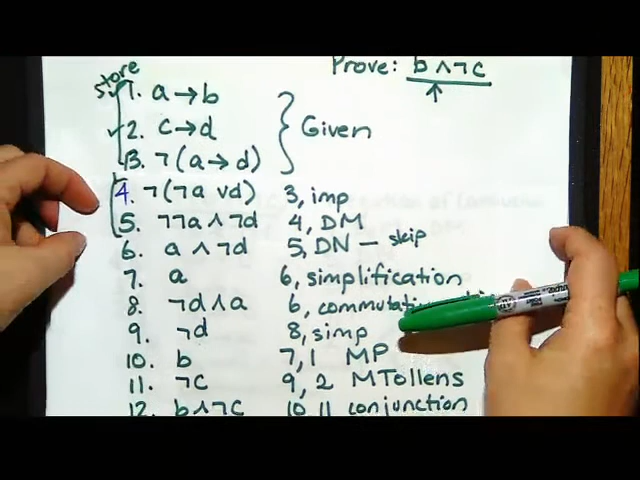 Prove: b ∧ ¬c
store
1. a → b
2. c → d
Given
3. ¬(a → d)
4. ¬(¬a ∨ d) 3, imp
5. ¬¬a ∧ ¬d 4, DM
6. a ∧ ¬d 5, DN — skip
7. a 6, simplification
8. ¬d ∧ a 6,
9. ¬d 8, simp
10. b 7, 1 MP
11. ¬c 9, 2 MTollens
12. b ∧ ¬c 10, 11 conjunction